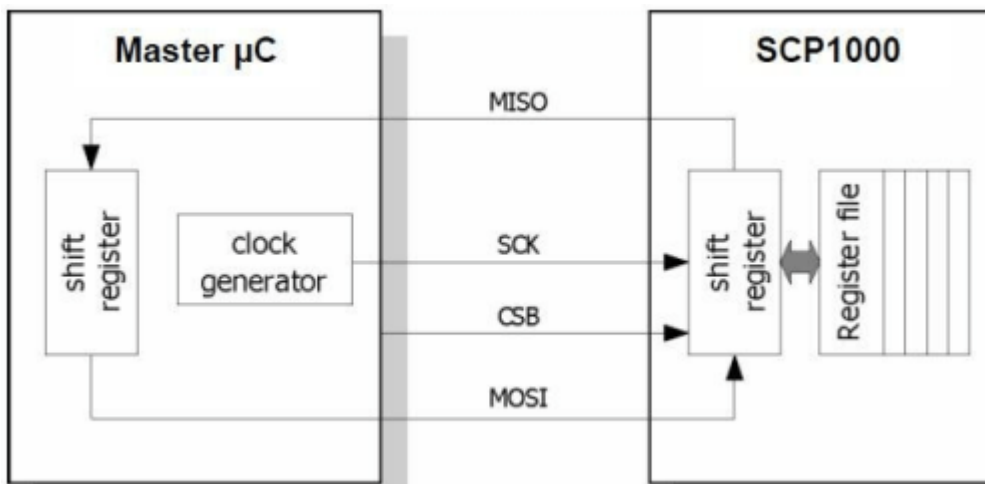 Master µC
SCP1000
MISO
shift
register
clock
generator
SCK
CSB
MOSI
shift
register
Register file